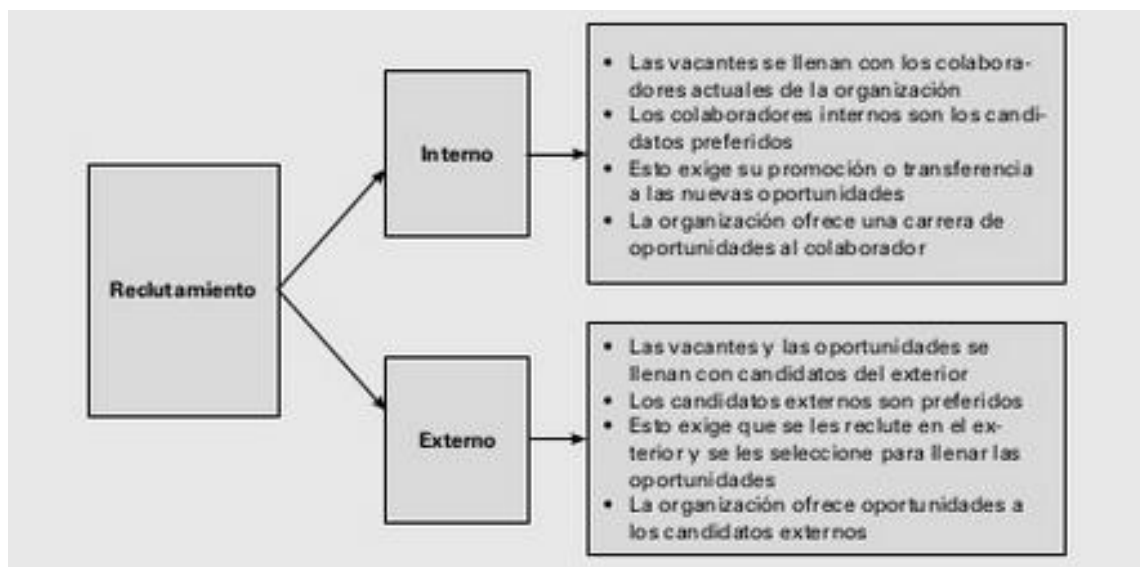 Reclutamiento
Interno
• Las vacantes se llenan con los colabora-
dores actuales de la organización
• Los colaboradores internos son los candi-
datos preferidos
• Esto exige su promoción o transferencia
a las nuevas oportunidades
• La organización ofrece una carrera de
oportunidades al colaborador
Externo
• Las vacantes y las oportunidades se
llenan con candidatos del exterior
• Los candidatos externos son preferidos
• Esto exige que se les reclute en el ex-
terior y se les seleccione para llenar las
oportunidades
• La organización ofrece oportunidades a
los candidatos externos